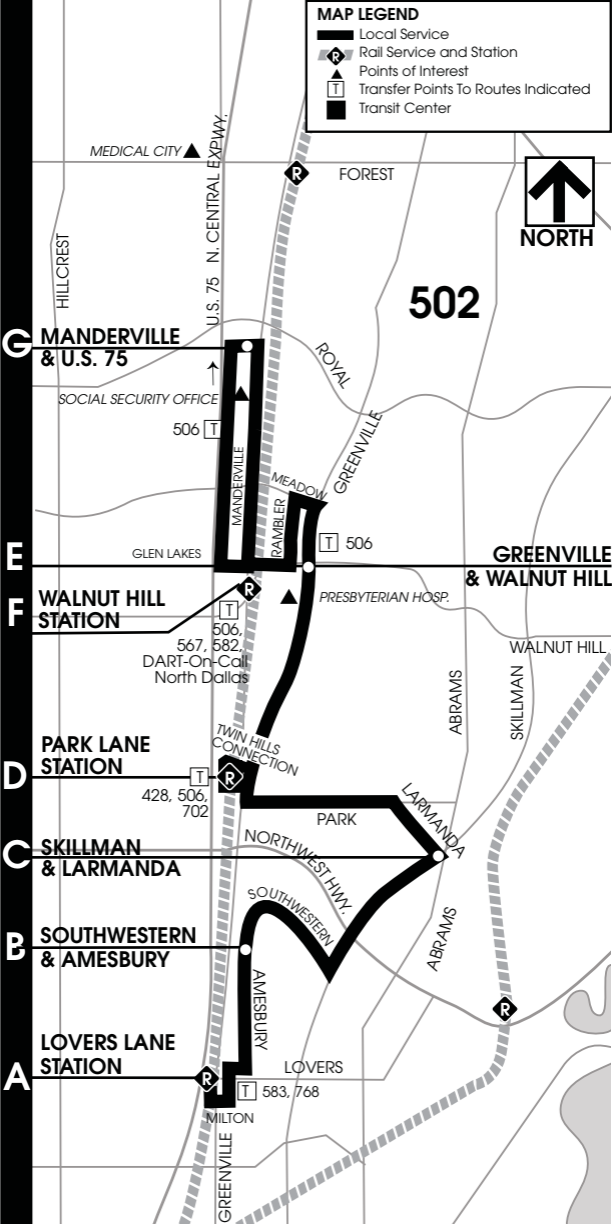 MAP LEGEND
Local Service
R
Rail Service and Station
Points of Interest
T
Transfer Points To Routes Indicated
Transit Center
MEDICAL CITY
U.S. 75 N. CENTRAL EXPWY.
R
FOREST
NORTH
HILLCREST
502
G
MANDERVILLE
& U.S. 75
ROYAL
SOCIAL SECURITY OFFICE
506 T
MANDERVILLE
GREENVILLE
MEADOW
RAMBLER
T 506
E
GLEN LAKES
GREENVILLE
& WALNUT HILL
F
WALNUT HILL
STATION
R
PRESBYTERIAN HOSP.
T
506,
567, 582,
DART-On-Call
North Dallas
WALNUT HILL
ABRAMS
SKILLMAN
TWIN HILLS
CONNECTION
D
PARK LANE
STATION
T
R
428, 506,
702
PARK
LARMANDA
C
SKILLMAN
& LARMANDA
NORTHWEST HWY.
SOUTHWESTERN
B
SOUTHWESTERN
& AMESBURY
ABRAMS
AMESBURY
R
A
LOVERS LANE
STATION
R
LOVERS
T 583, 768
MILTON
GREENVILLE